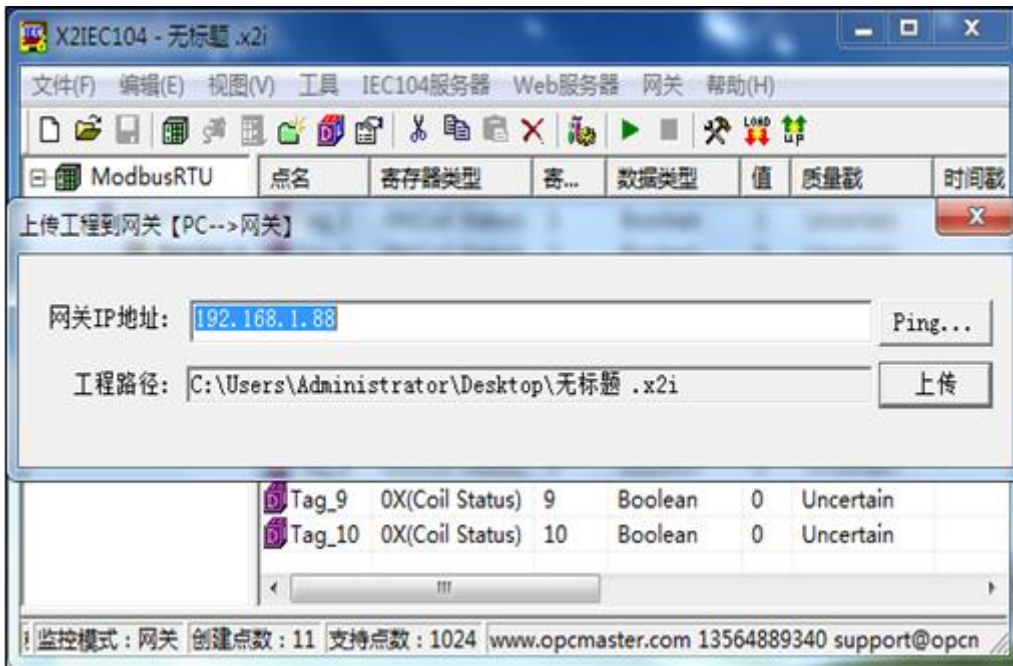 X2IEC104 - 无标题 .x2i
文件(F) 编辑(E) 视图(V) 工具 IEC104服务器 Web服务器 网关 帮助(H)
LOAD
UP
ModbusRTU 点名 寄存器类型 寄... 数据类型 值 质量戳 时间戳
上传工程到网关【PC-->网关】
网关IP地址: 192.168.1.88 Ping...
工程路径: C:\Users\Administrator\Desktop\无标题 .x2i 上传
Tag_9 0X(Coil Status) 9 Boolean 0 Uncertain
Tag_10 0X(Coil Status) 10 Boolean 0 Uncertain
监控模式：网关 创建点数：11 支持点数：1024 www.opcmaster.com 13564889340 support@opcn